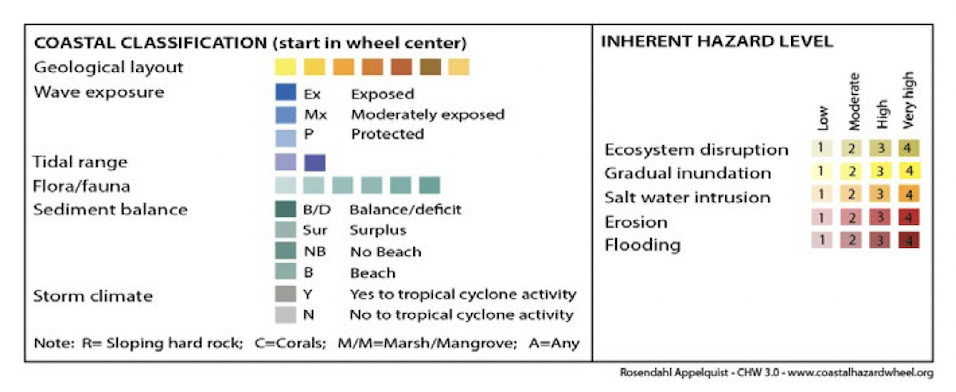 COASTAL CLASSIFICATION (start in wheel center)
Geological layout
Wave exposure
Ex Exposed
Mx Moderately exposed
P Protected
Tidal range
Flora/fauna
Sediment balance
B/D Balance/deficit
Sur Surplus
NB No Beach
B Beach
Storm climate
Y Yes to tropical cyclone activity
N No to tropical cyclone activity
Note: R= Sloping hard rock; C=Corals; M/M=Marsh/Mangrove; A=Any
INHERENT HAZARD LEVEL
Low
Moderate
High
Very high
Ecosystem disruption 1 2 3 4
Gradual inundation 1 2 3 4
Salt water intrusion 1 2 3 4
Erosion 1 2 3 4
Flooding 1 2 3 4
Rosendahl Appelquist - CHW 3.0 - www.coastalhazardwheel.org